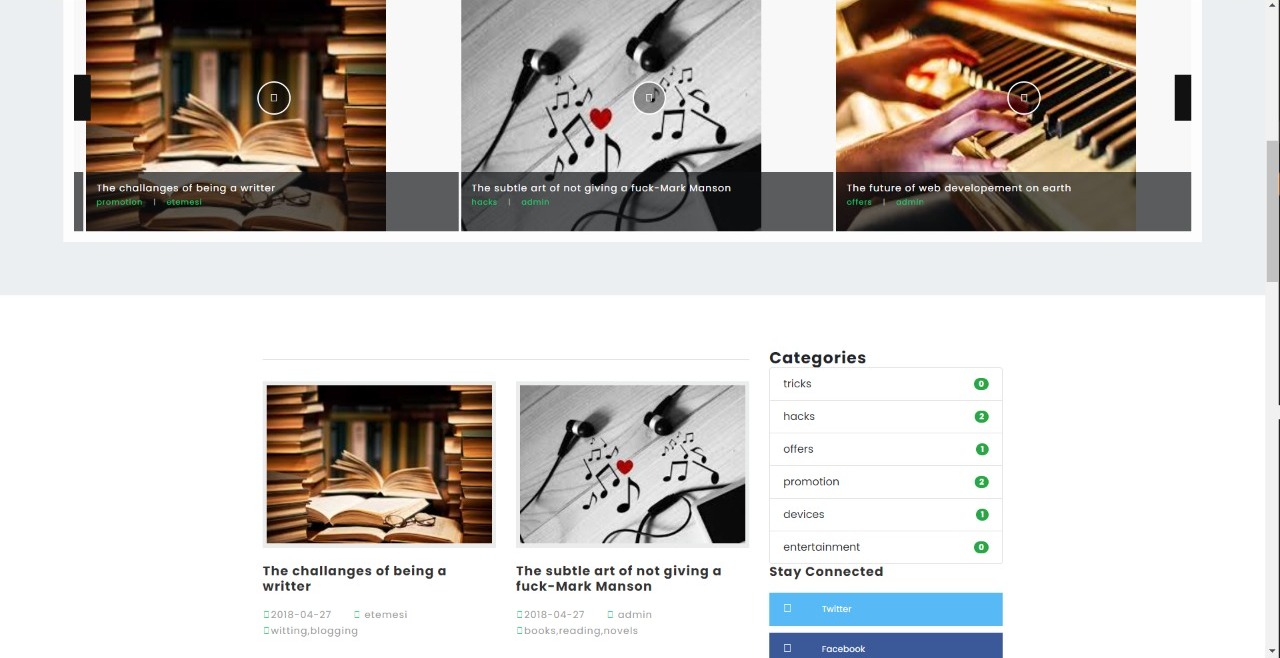 The challanges of being a writter
promotion | etemesi
The subtle art of not giving a fuck-Mark Manson
hacks | admin
The future of web developement on earth
offers | admin
The challanges of being a
writter
2018-04-27 etemesi
witting,blogging
The subtle art of not giving a
fuck-Mark Manson
2018-04-27 admin
books,reading,novels
Categories
tricks 0
hacks 2
offers 1
promotion 2
devices 1
entertainment 0
Stay Connected
Twitter
Facebook